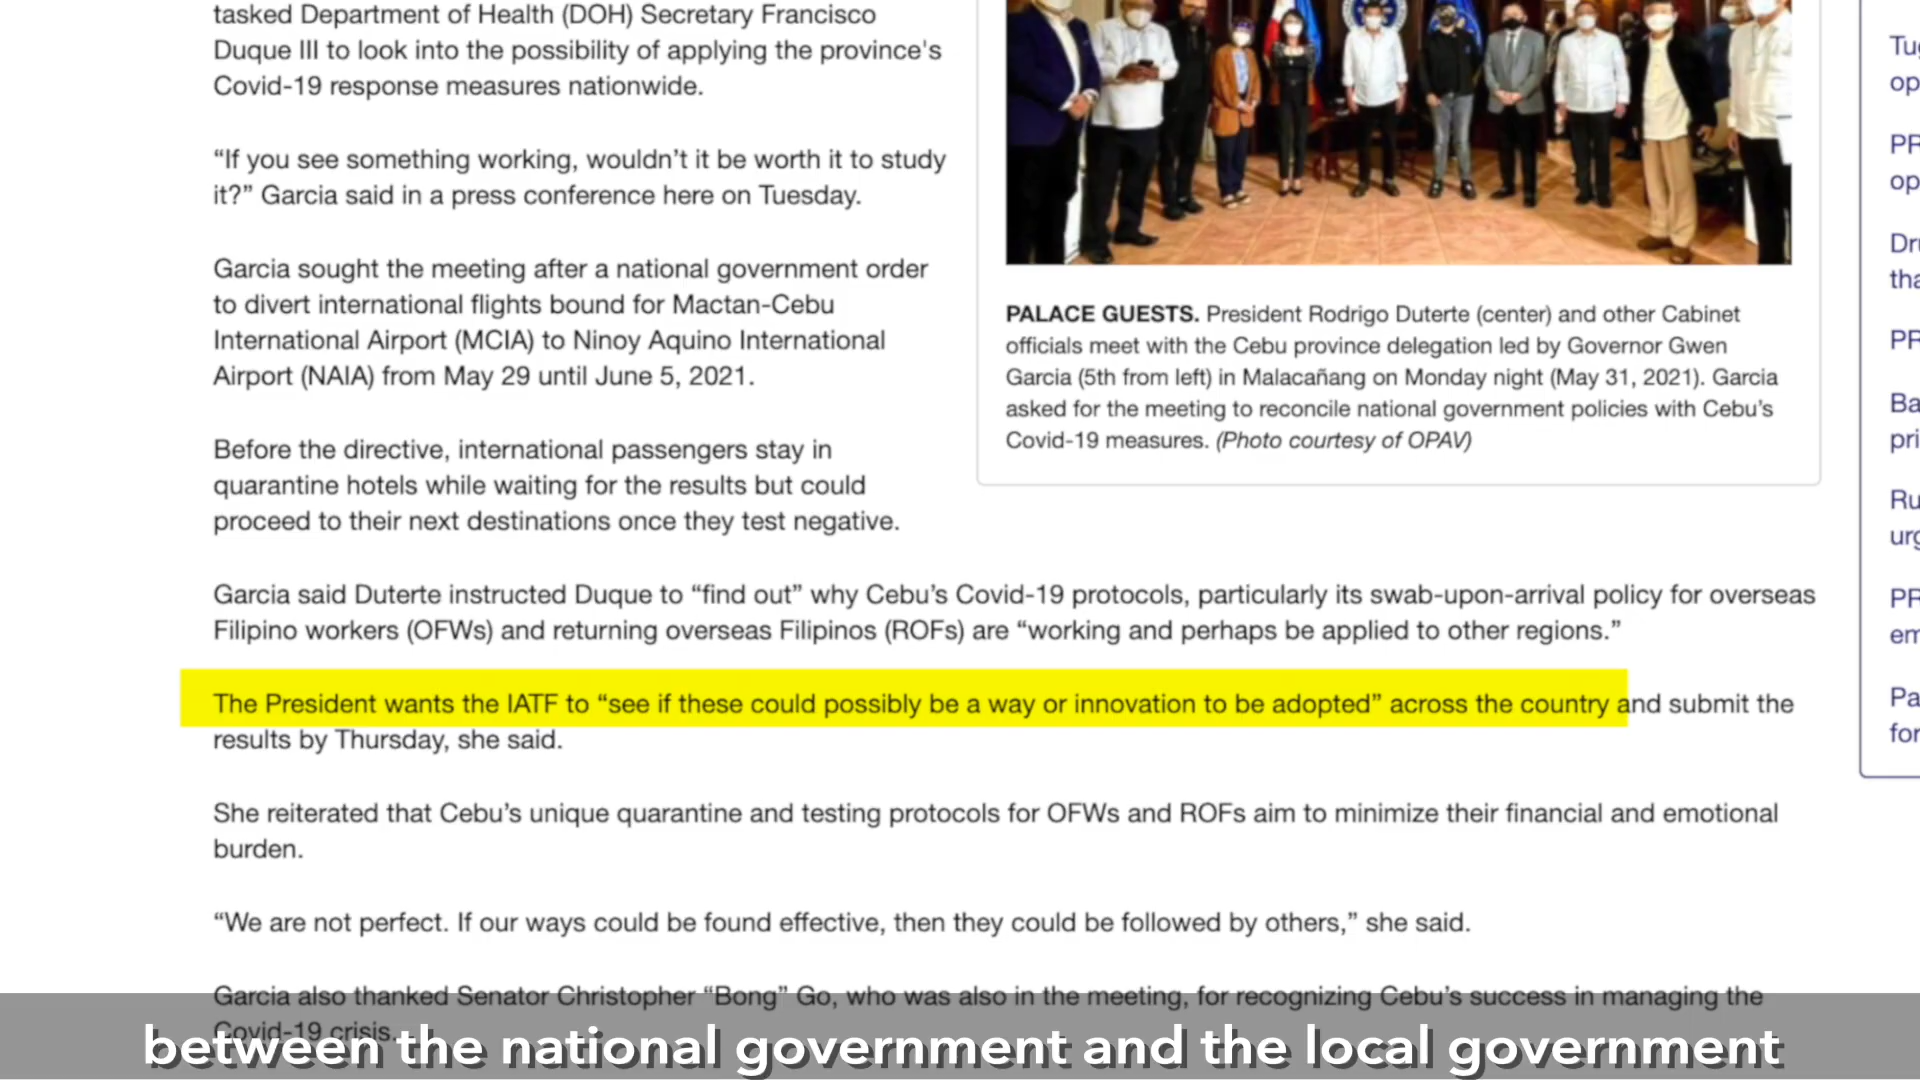 tasked Department of Health (DOH) Secretary Francisco
Duque III to look into the possibility of applying the province's
Covid-19 response measures nationwide.
“If you see something working, wouldn’t it be worth it to study
it?” Garcia said in a press conference here on Tuesday.
Garcia sought the meeting after a national government order
to divert international flights bound for Mactan-Cebu
International Airport (MCIA) to Ninoy Aquino International
Airport (NAIA) from May 29 until June 5, 2021.
Before the directive, international passengers stay in
quarantine hotels while waiting for the results but could
proceed to their next destinations once they test negative.
PALACE GUESTS. President Rodrigo Duterte (center) and other Cabinet
officials meet with the Cebu province delegation led by Governor Gwen
Garcia (5th from left) in Malacañang on Monday night (May 31, 2021). Garcia
asked for the meeting to reconcile national government policies with Cebu’s
Covid-19 measures. (Photo courtesy of OPAV)
Garcia said Duterte instructed Duque to “find out” why Cebu’s Covid-19 protocols, particularly its swab-upon-arrival policy for overseas
Filipino workers (OFWs) and returning overseas Filipinos (ROFs) are “working and perhaps be applied to other regions.”
The President wants the IATF to “see if these could possibly be a way or innovation to be adopted” across the country and submit the
results by Thursday, she said.
She reiterated that Cebu’s unique quarantine and testing protocols for OFWs and ROFs aim to minimize their financial and emotional
burden.
“We are not perfect. If our ways could be found effective, then they could be followed by others,” she said.
Garcia also thanked Senator Christopher “Bong” Go, who was also in the meeting, for recognizing Cebu’s success in managing the
Covid-19 crisis.
between the national government and the local government
Tu
op
PR
op
Dr
tha
PR
Ba
pri
Ru
urg
PR
em
Pa
for